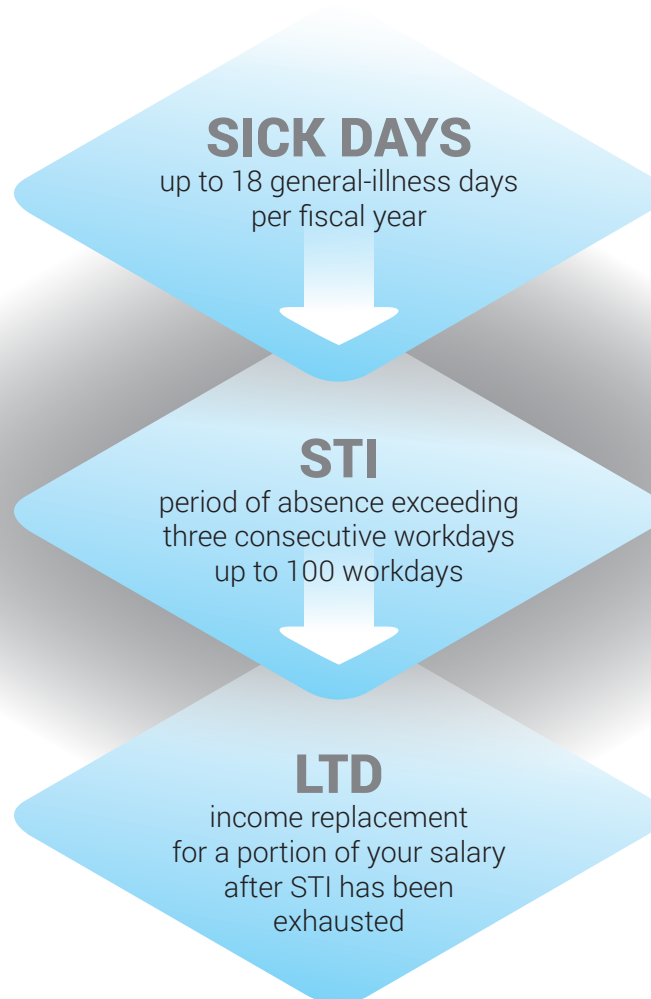 SICK DAYS
up to 18 general-illness days
per fiscal year
STI
period of absence exceeding
three consecutive workdays
up to 100 workdays
LTD
income replacement
for a portion of your salary
after STI has been
exhausted